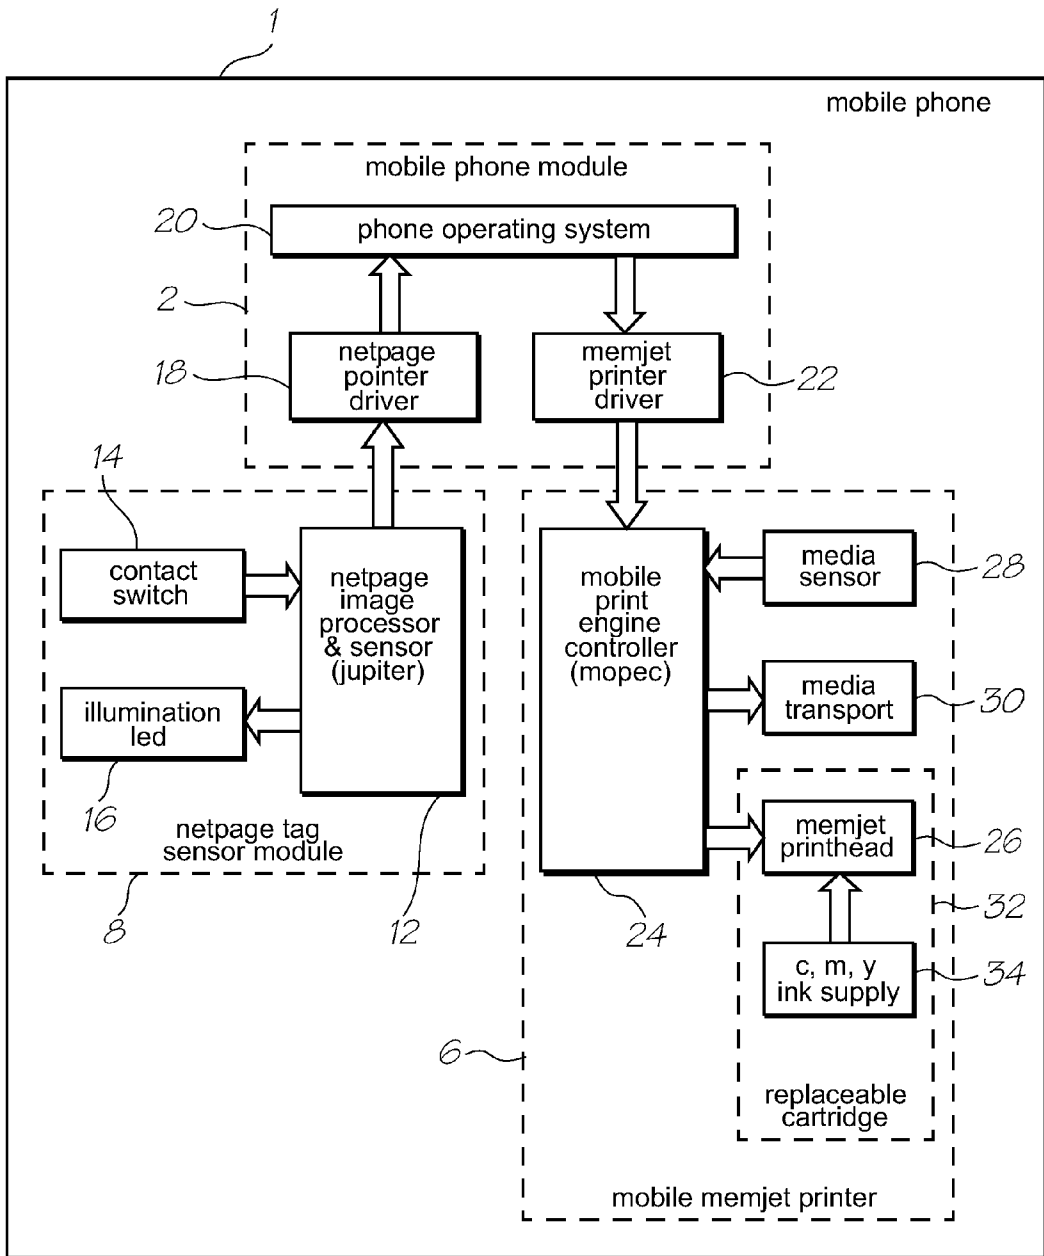 1
mobile phone
mobile phone module
20
phone operating system
2
18
netpage
pointer
driver
memjet
printer
driver
22
14
contact
switch
netpage
image
processor
& sensor
(jupiter)
mobile
print
engine
controller
(mopec)
media
sensor
28
illumination
led
media
transport
30
16
netpage tag
sensor module
memjet
printhead
26
8
12
24
32
c, m, y
ink supply
34
6
replaceable
cartridge
mobile memjet printer